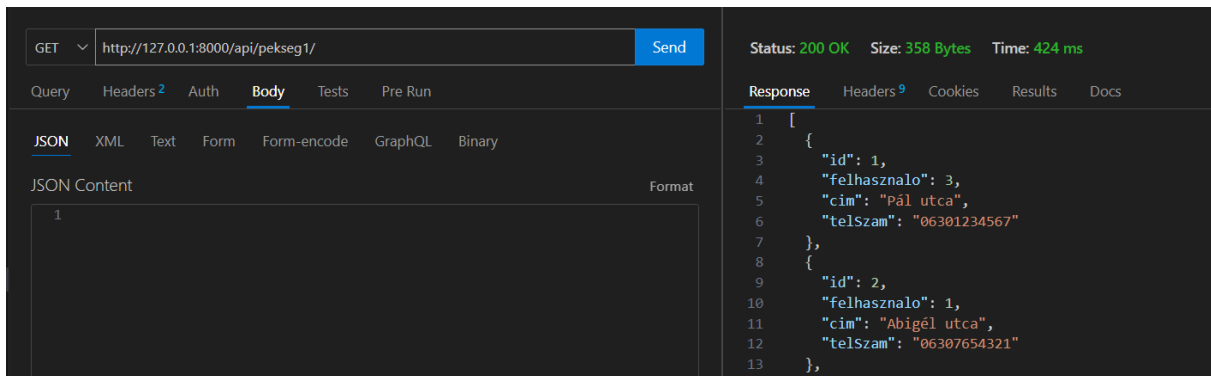 GET http://127.0.0.1:8000/api/pekseg1/ Send
Query Headers 2 Auth Body Tests Pre Run
JSON XML Text Form Form-encode GraphQL Binary
JSON Content Format
1
Status: 200 OK Size: 358 Bytes Time: 424 ms
Response Headers 9 Cookies Results Docs
1 [
2 {
3 "id": 1,
4 "felhasznalo": 3,
5 "cim": "Pál utca",
6 "telSzam": "06301234567"
7 },
8 {
9 "id": 2,
10 "felhasznalo": 1,
11 "cim": "Abigél utca",
12 "telSzam": "06307654321"
13 },